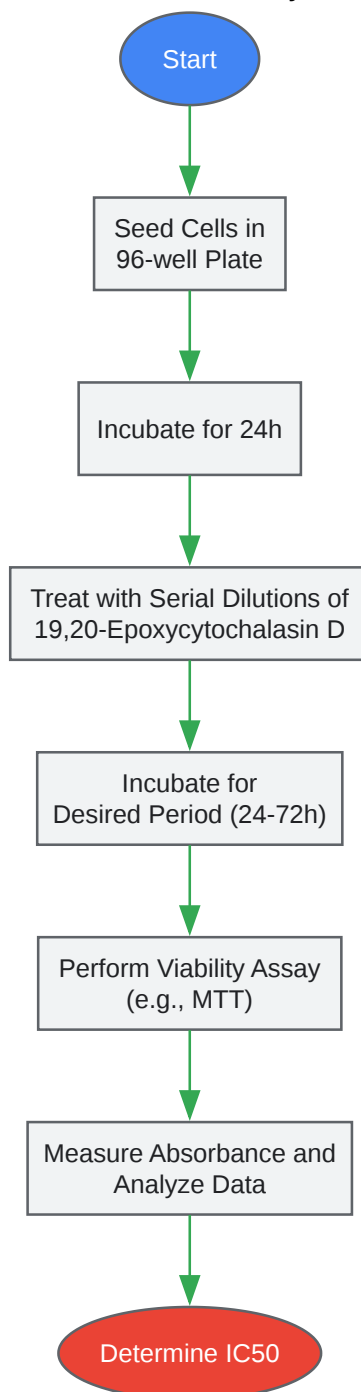 Start
Seed Cells in
96-well Plate
Incubate for 24h
Treat with Serial Dilutions of
19,20-Epoxycytochalasin D
Incubate for
Desired Period (24-72h)
Perform Viability Assay
(e.g., MTT)
Measure Absorbance and
Analyze Data
Determine IC50